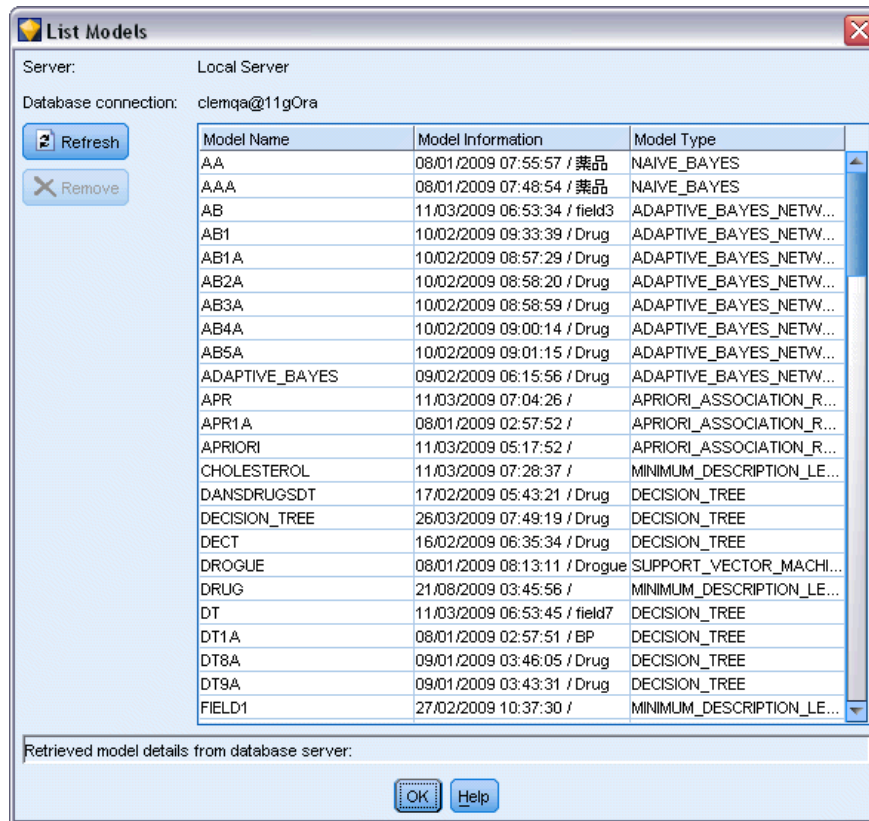 List Models
Server: Local Server
Database connection: clemqa@11gOra
Refresh
Remove
Model Name Model Information Model Type
AA 08/01/2009 07:55:57 / 薬品 NAIVE_BAYES
AAA 08/01/2009 07:48:54 / 薬品 NAIVE_BAYES
AB 11/03/2009 06:53:34 / field3 ADAPTIVE_BAYES_NETW...
AB1 10/02/2009 09:33:39 / Drug ADAPTIVE_BAYES_NETW...
AB1A 10/02/2009 08:57:29 / Drug ADAPTIVE_BAYES_NETW...
AB2A 10/02/2009 08:58:20 / Drug ADAPTIVE_BAYES_NETW...
AB3A 10/02/2009 08:58:59 / Drug ADAPTIVE_BAYES_NETW...
AB4A 10/02/2009 09:00:14 / Drug ADAPTIVE_BAYES_NETW...
AB5A 10/02/2009 09:01:15 / Drug ADAPTIVE_BAYES_NETW...
ADAPTIVE_BAYES 09/02/2009 06:15:56 / Drug ADAPTIVE_BAYES_NETW...
APR 11/03/2009 07:04:26 / APRIORI_ASSOCIATION_R...
APR1A 08/01/2009 02:57:52 / APRIORI_ASSOCIATION_R...
APRIORI 11/03/2009 05:17:52 / APRIORI_ASSOCIATION_R...
CHOLESTEROL 11/03/2009 07:28:37 / MINIMUM_DESCRIPTION_LE...
DANSDRUGSDT 17/02/2009 05:43:21 / Drug DECISION_TREE
DECISION_TREE 26/03/2009 07:49:19 / Drug DECISION_TREE
DECT 16/02/2009 06:35:34 / Drug DECISION_TREE
DROGUE 08/01/2009 08:13:11 / Drogue SUPPORT_VECTOR_MACHI...
DRUG 21/08/2009 03:45:56 / MINIMUM_DESCRIPTION_LE...
DT 11/03/2009 06:53:45 / field7 DECISION_TREE
DT1A 08/01/2009 02:57:51 / BP DECISION_TREE
DT8A 09/01/2009 03:46:05 / Drug DECISION_TREE
DT9A 09/01/2009 03:43:31 / Drug DECISION_TREE
FIELD1 27/02/2009 10:37:30 / MINIMUM_DESCRIPTION_LE...
Retrieved model details from database server:
OK Help